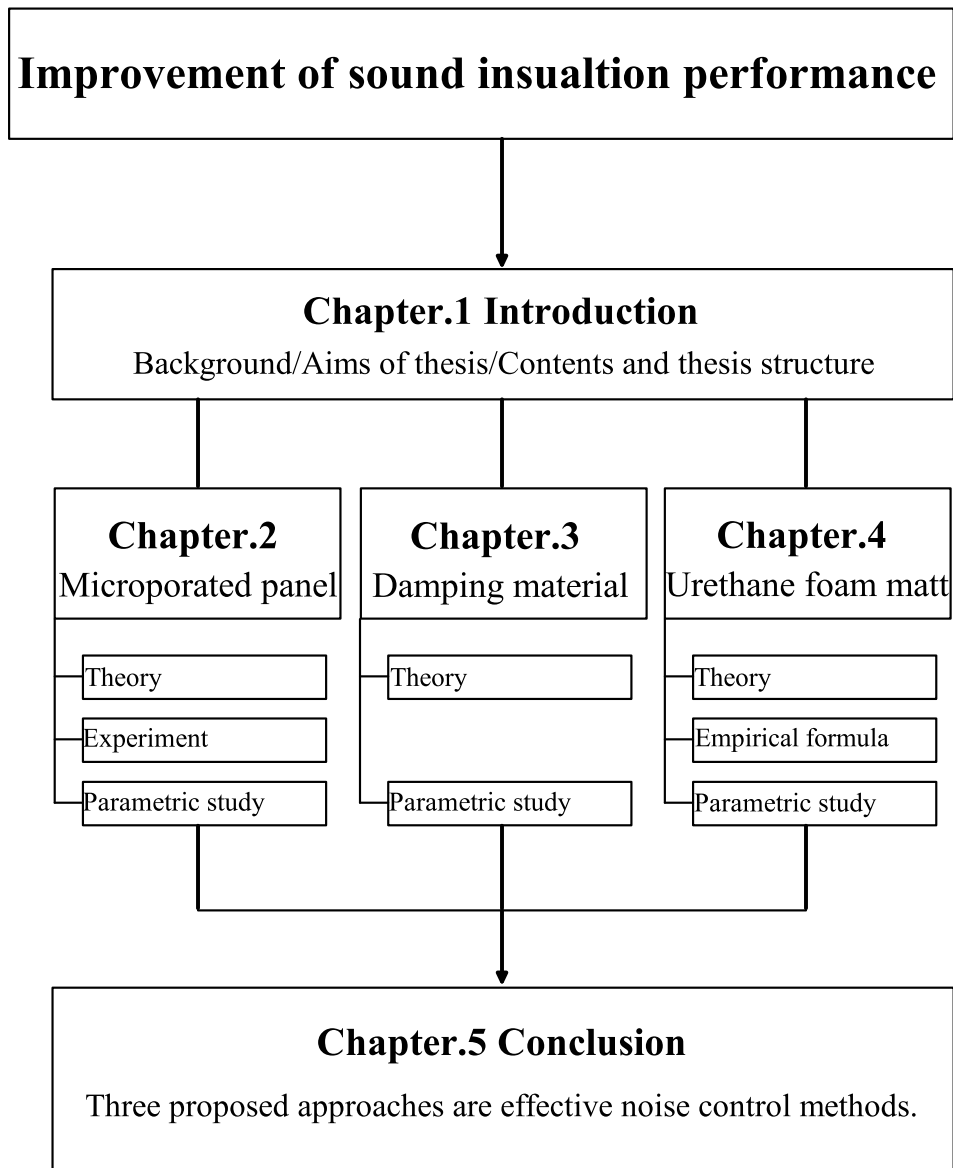 Improvement of sound insualtion performance
Chapter.1 Introduction
Background/Aims of thesis/Contents and thesis structure
Chapter.2
Microporated panel
Theory
Experiment
Parametric study
Chapter.3
Damping material
Theory
Parametric study
Chapter.4
Urethane foam matt
Theory
Empirical formula
Parametric study
Chapter.5 Conclusion
Three proposed approaches are effective noise control methods.